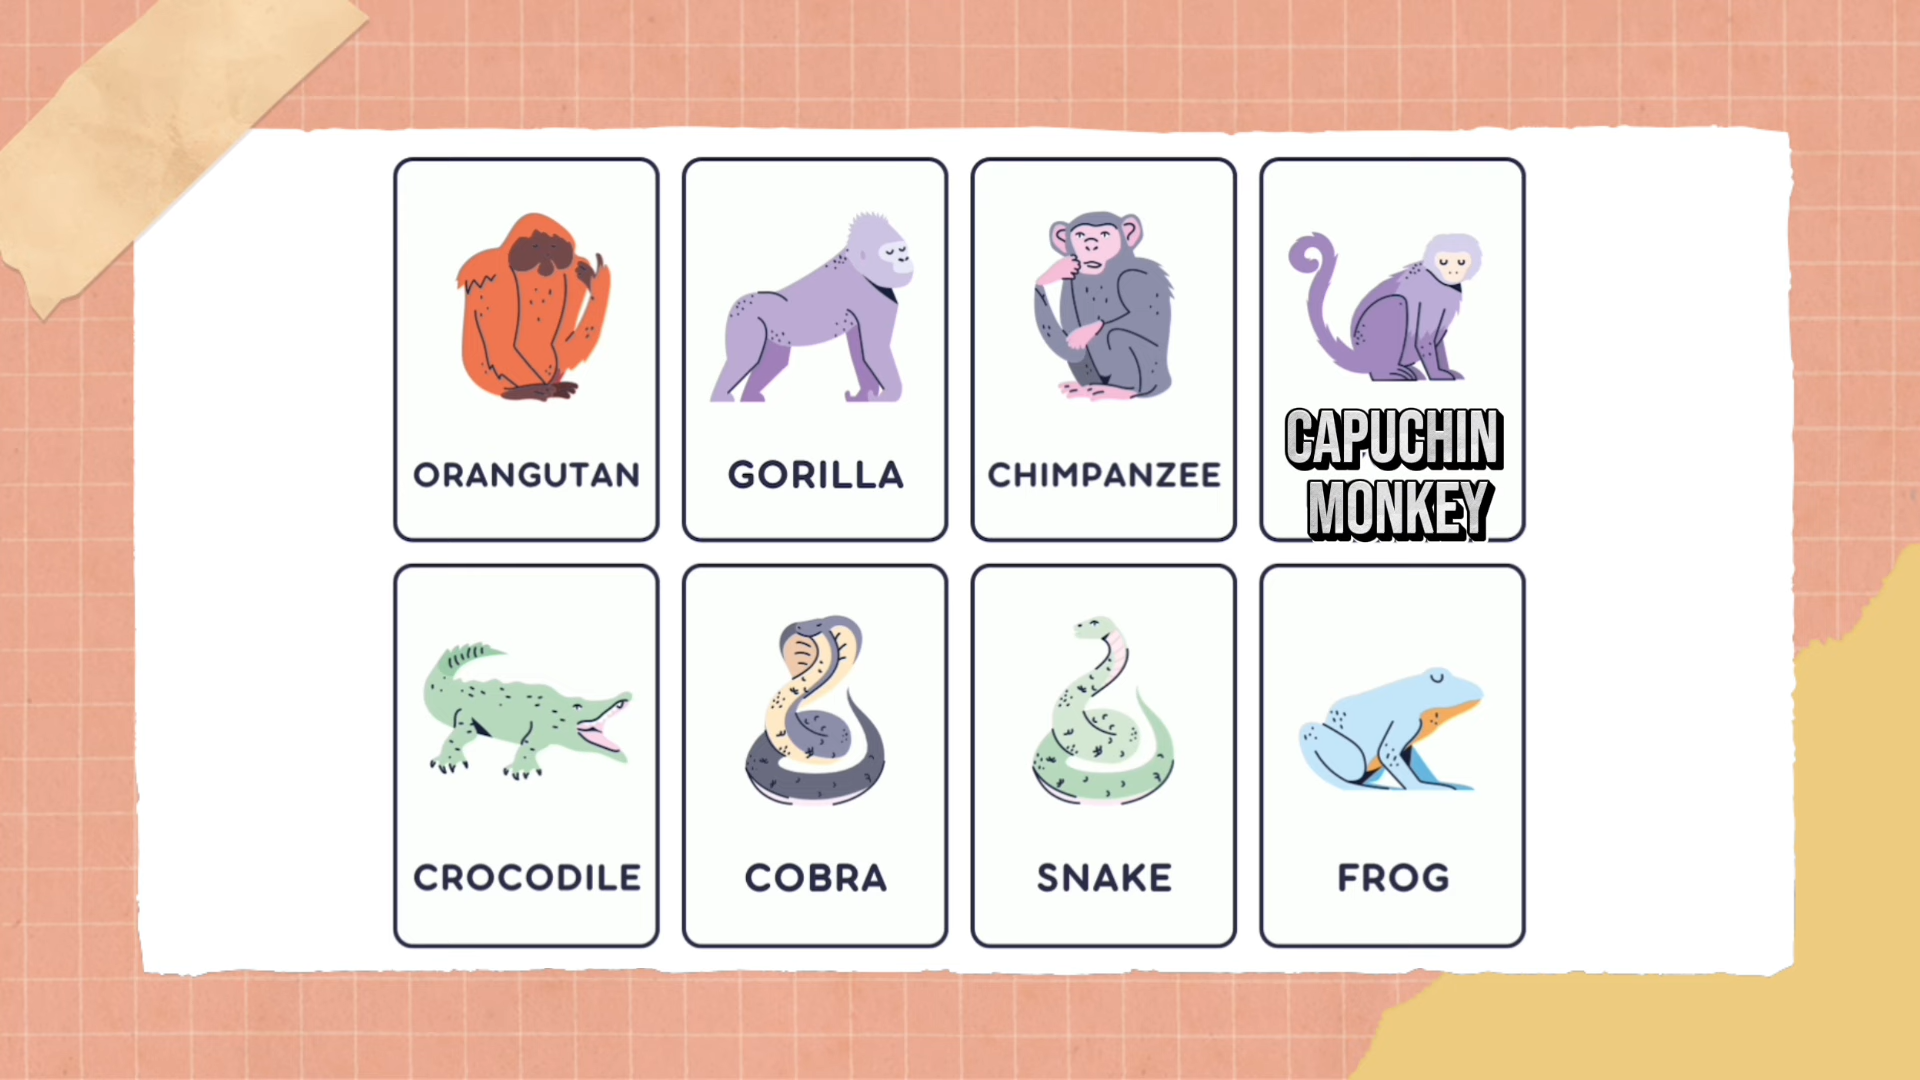 ORANGUTAN
GORILLA
CHIMPANZEE
CAPUCHIN
MONKEY
CROCODILE
COBRA
SNAKE
FROG